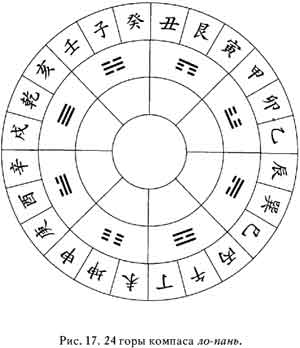 壬 子 癸 丑 艮 寅 甲 卯 乙 辰 巽 巳 丙 午 丁 未 坤 申 庚 酉 辛 戌 乾 亥
Рис. 17. 24 горы компаса ло-пань.